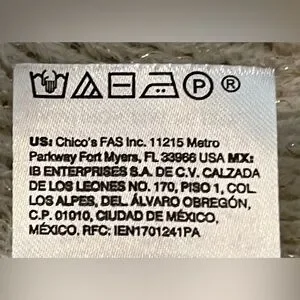 P ®
US: Chico's FAS Inc. 11215 Metro
Parkway Fort Myers, FL 33966 USA MX:
IB ENTERPRISES S.A. DE C.V. CALZADA
DE LOS LEONES NO. 170, PISO 1, COL.
LOS ALPES, DEL. ÁLVARO OBREGÓN,
C.P. 01010, CIUDAD DE MÉXICO,
MÉXICO. RFC: IEN1701241PA